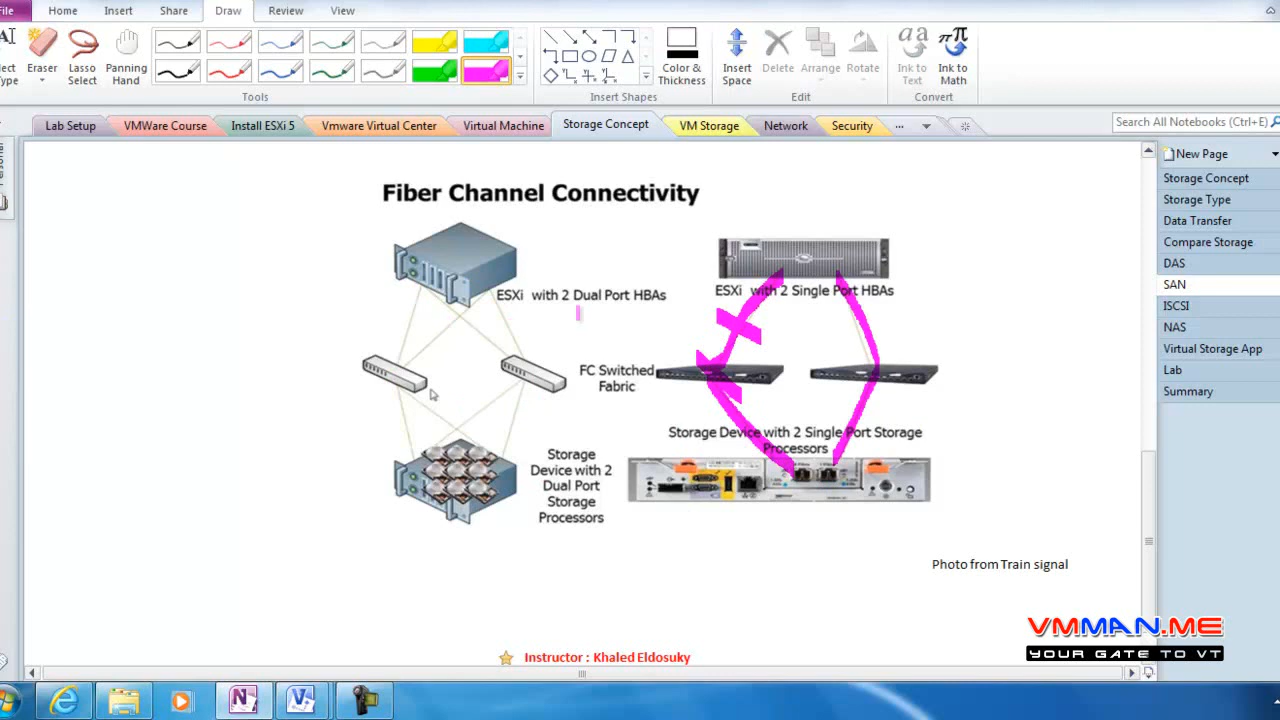 File Home Insert Share Draw Review View
Type
Eraser
Lasso
Select
Panning
Hand
Tools
Insert Shapes
Color &
Thickness
Insert
Space
Delete
Arrange
Rotate
Edit
Ink to
Text
Ink to
Math
Convert
Lab Setup VMWare Course Install ESXi 5 Vmware Virtual Center Virtual Machine Storage Concept VM Storage Network Security ... Search All Notebooks (Ctrl+E)
New Page
Storage Concept
Storage Type
Data Transfer
Compare Storage
DAS
SAN
ISCSI
NAS
Virtual Storage App
Lab
Summary
Fiber Channel Connectivity
ESXi with 2 Dual Port HBAs
ESXi with 2 Single Port HBAs
FC Switched
Fabric
Storage
Device with 2
Dual Port
Storage
Processors
Storage Device with 2 Single Port Storage
Processors
Photo from Train signal
VMMAN.ME
YOUR GATE TO VT
Instructor : Khaled Eldosuky